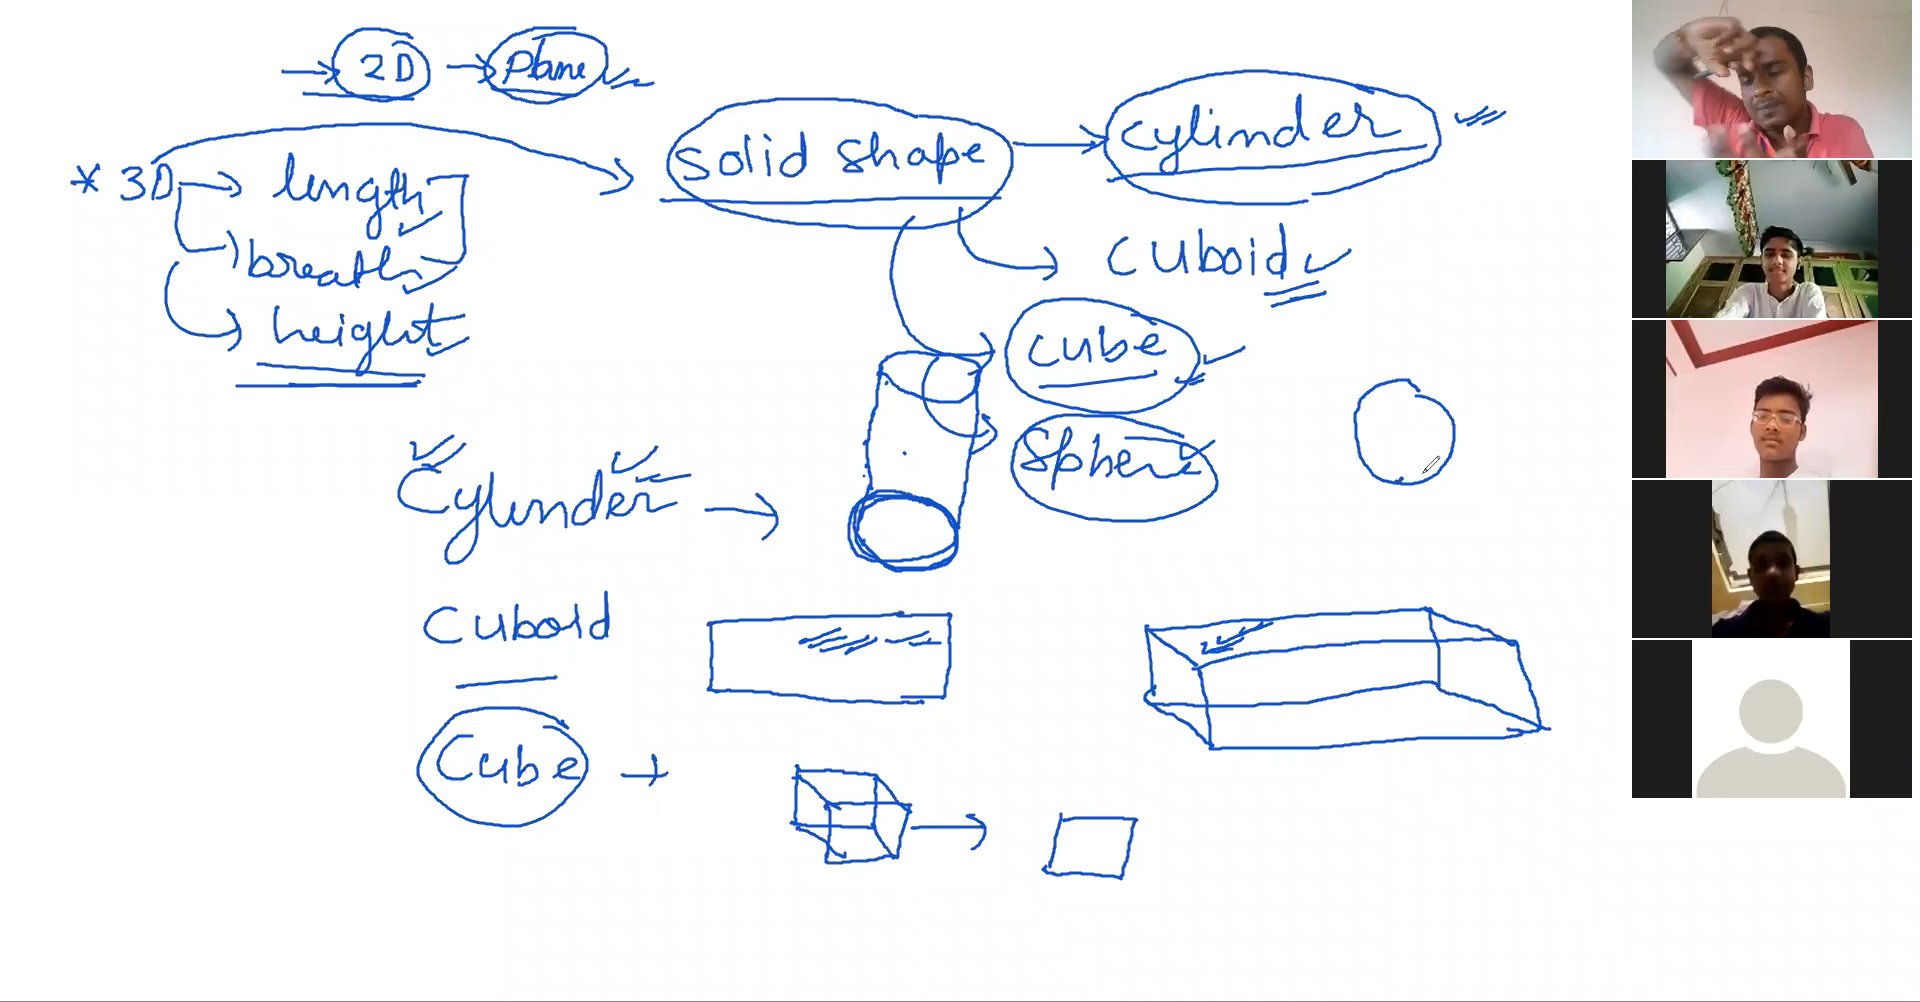 2D plane
* 3D length
breath
height
solid shape
cylinder
cuboid
cube
Sphere
Cylinder
Cuboid
Cube